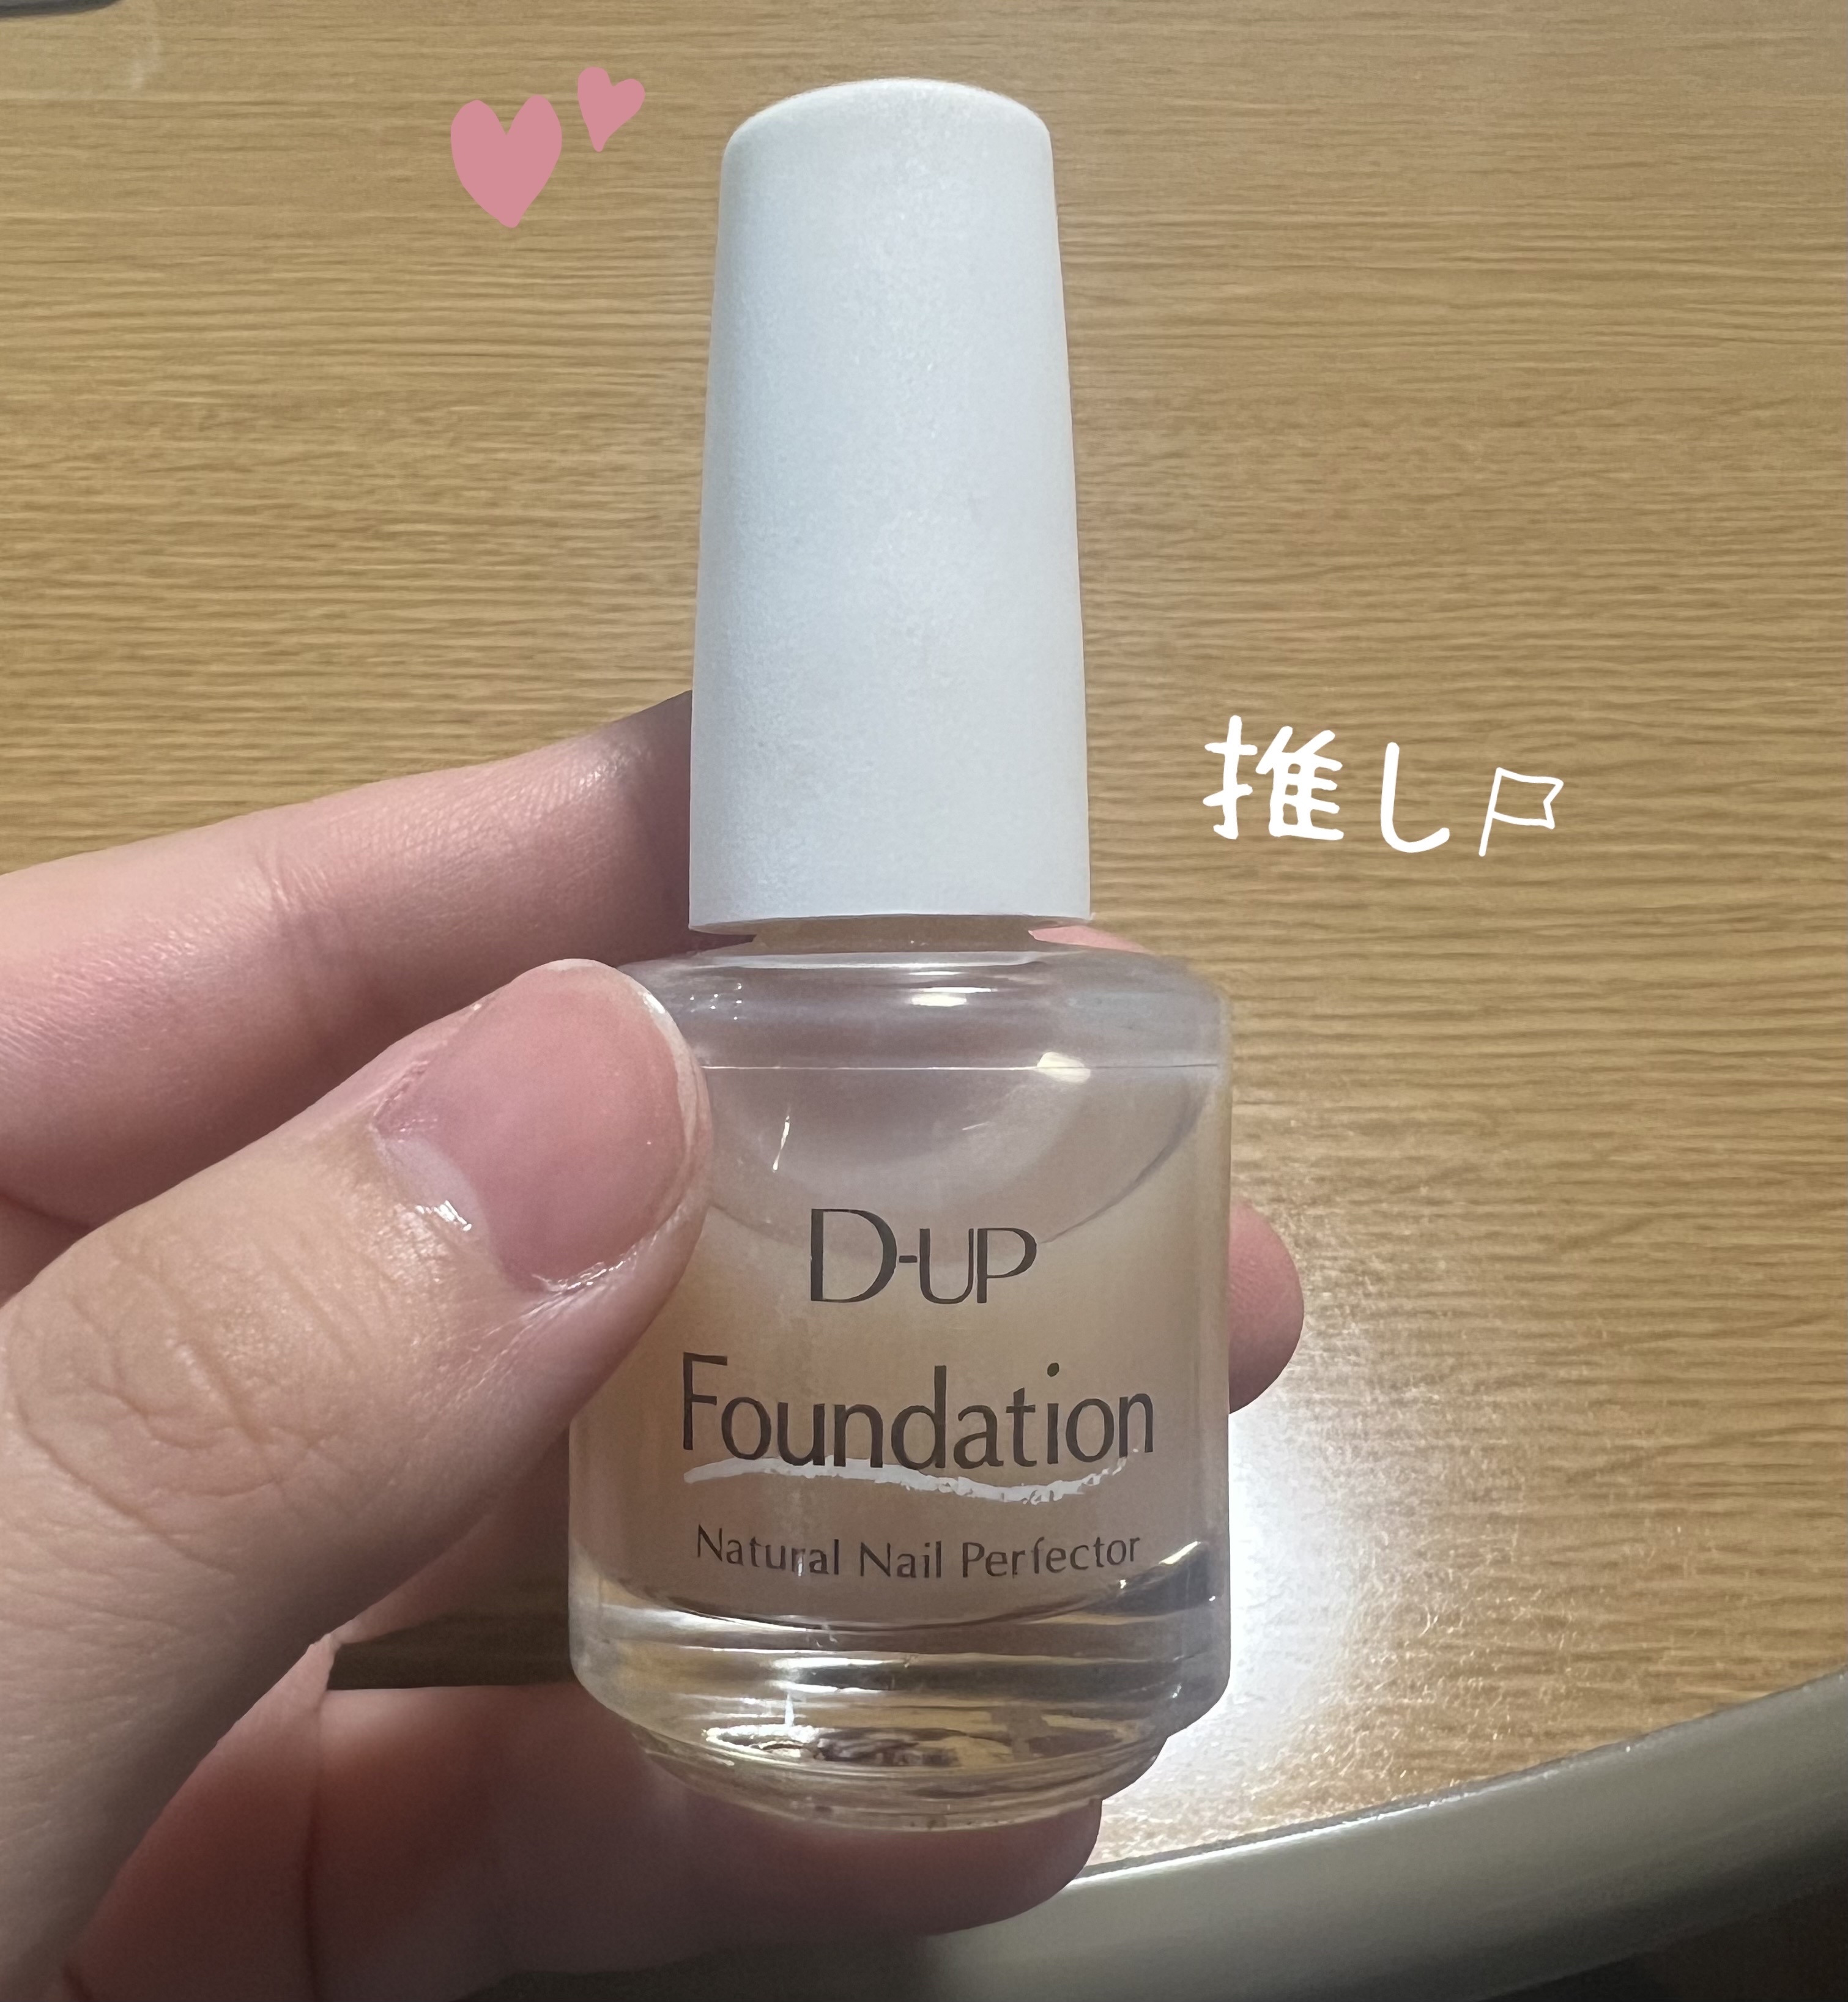 推し
D-UP
Foundation
Natural Nail Perfector